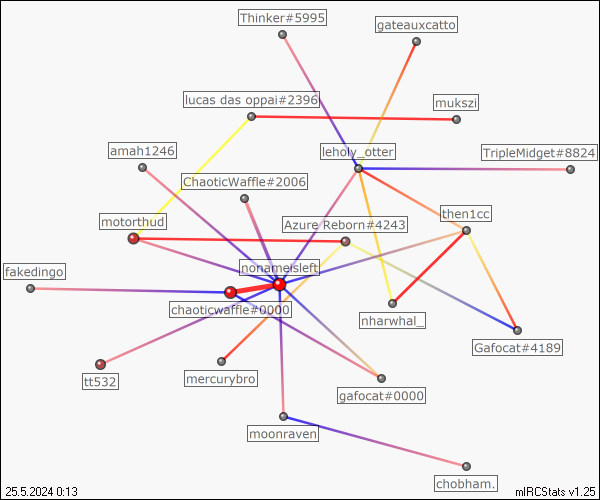 Thinker#5995
gateauxcatto
lucas das oppai#2396
mukszi
amah1246
leholy_otter
TripleMidget#8824
ChaoticWaffle#2006
motorthud
Azure Reborn#4243
then1cc
fakedingo
nonameisleft
chaoticwaffle#0000
nharwhal_
Gafocat#4189
tt532
mercurybro
gafocat#0000
moonraven
chobham.
25.5.2024 0:13
mIRCStats v1.25